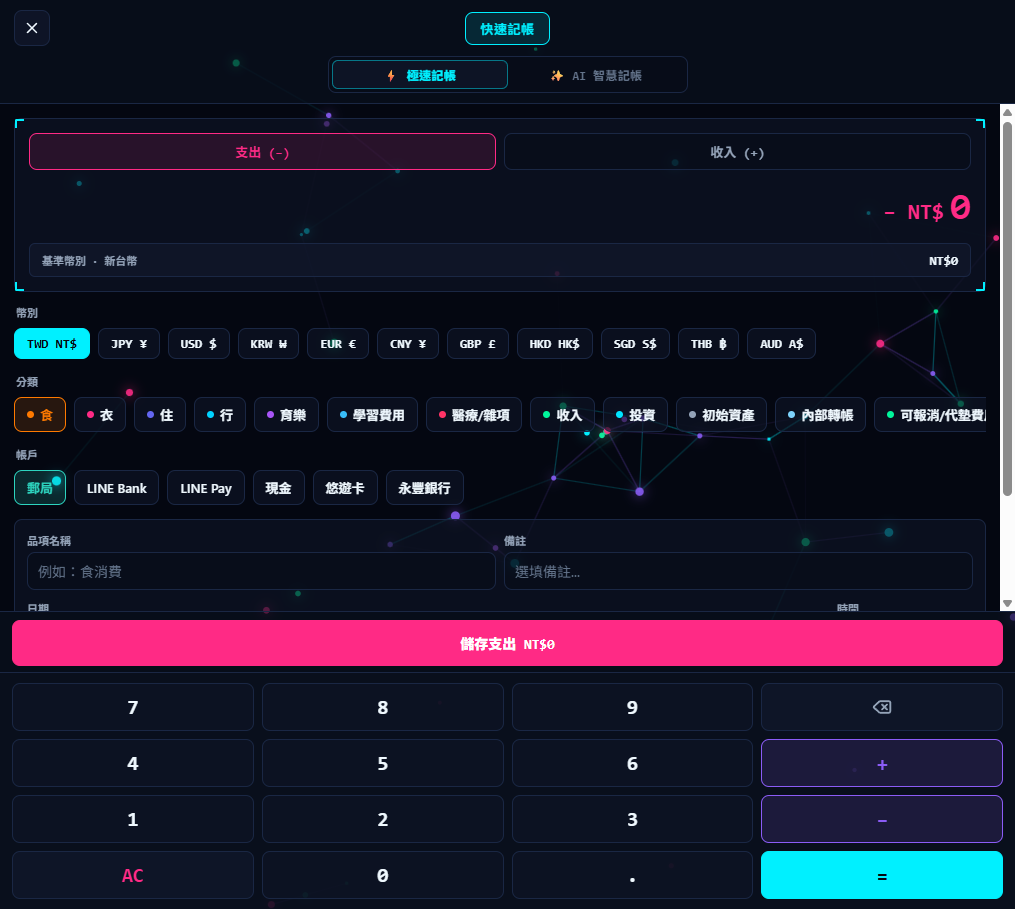 快速記帳
極速記帳
AI 智慧記帳
支出 (-)
收入 (+)
- NT$0
基準幣別 · 新台幣
NT$0
幣別
TWD NT$
JPY ¥
USD $
KRW ₩
EUR €
CNY ¥
GBP £
HKD HK$
SGD S$
THB ฿
AUD A$
分類
食
衣
住
行
育樂
學習費用
醫療/雜項
收入
投資
初始資產
內部轉帳
可報消/代墊費
帳戶
郵局
LINE Bank
LINE Pay
現金
悠遊卡
永豐銀行
品項名稱
備註
例如：食消費
選填備註…
日期
時間
儲存支出 NT$0
7
8
9
4
5
6
+
1
2
3
-
AC
0
.
=